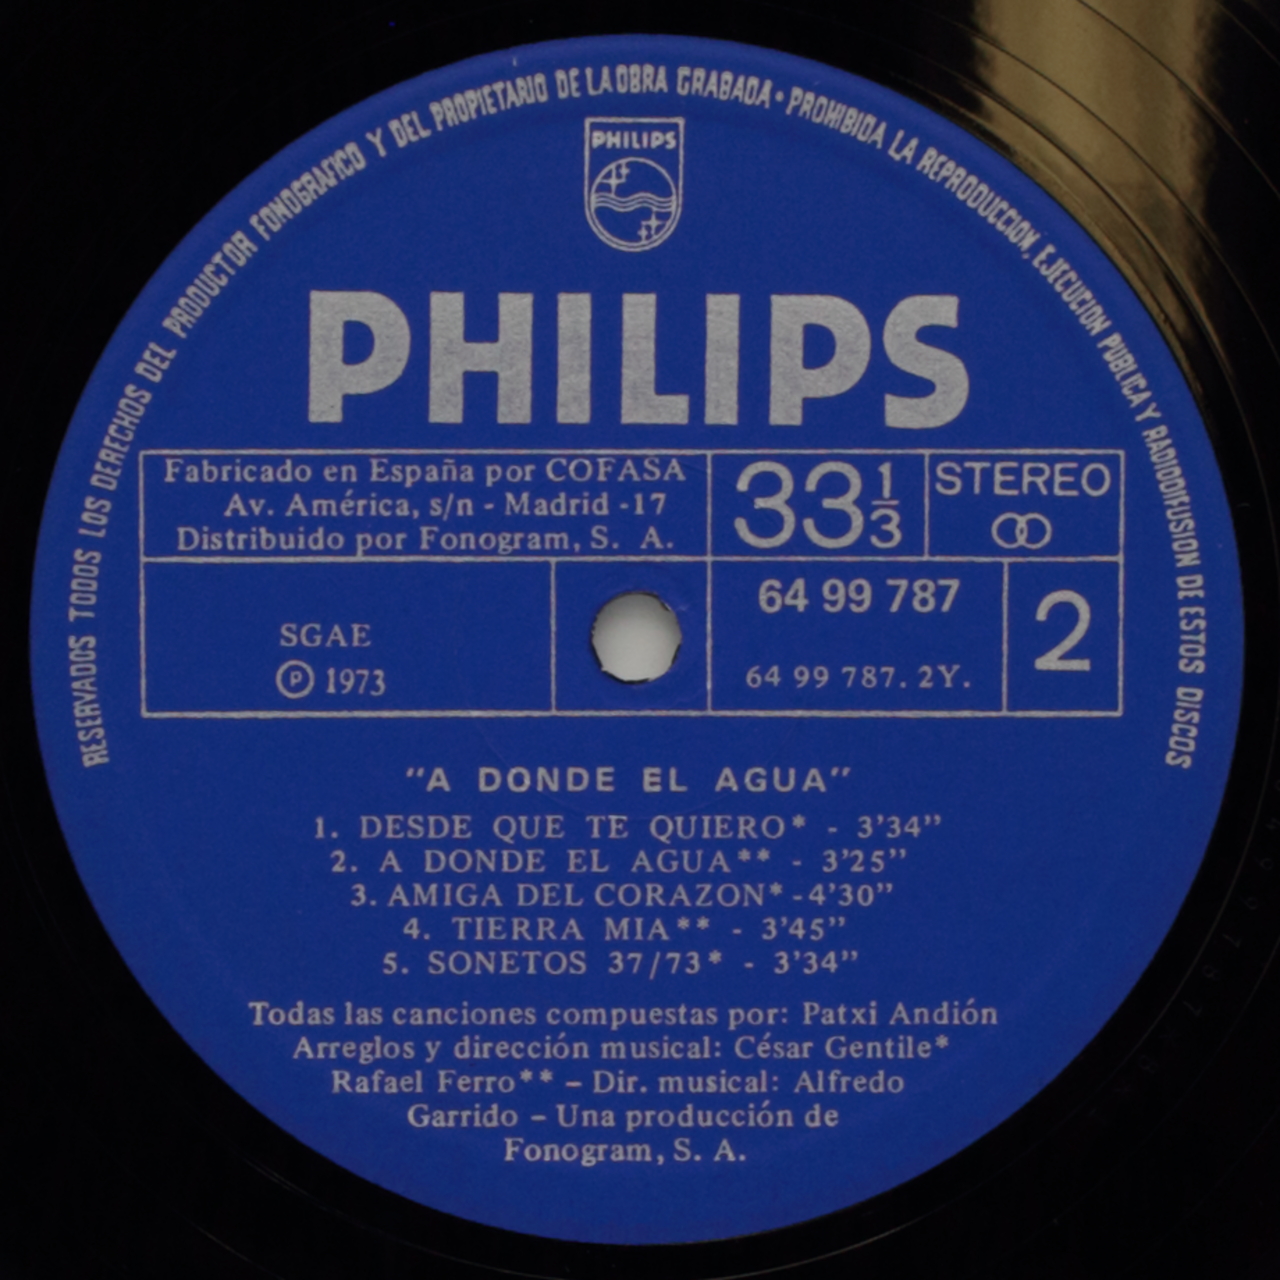 RESERVADOS TODOS LOS DERECHOS DEL PRODUCTOR FONOGRAFICO Y DEL PROPIETARIO DE LA OBRA GRABADA · PROHIBIDA LA REPRODUCCION, EJECUCION PUBLICA Y RADIODIFUSION DE ESTOS DISCOS
PHILIPS
PHILIPS
Fabricado en España por COFASA
Av. América, s/n - Madrid -17
Distribuido por Fonogram, S. A.
33 1/3
STEREO
SGAE
Ⓟ 1973
64 99 787
64 99 787. 2Y.
2
"A DONDE EL AGUA"
1. DESDE QUE TE QUIERO* - 3'34"
2. A DONDE EL AGUA** - 3'25"
3. AMIGA DEL CORAZON* -4'30"
4. TIERRA MIA** - 3'45"
5. SONETOS 37/73* - 3'34"
Todas las canciones compuestas por: Patxi Andión
Arreglos y dirección musical: César Gentile*
Rafael Ferro** – Dir. musical: Alfredo
Garrido – Una producción de
Fonogram, S. A.